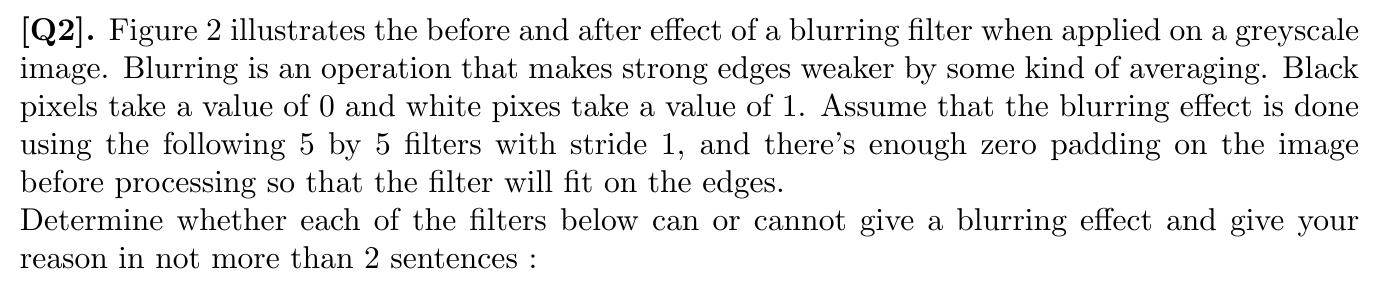 [Q2]. Figure 2 illustrates the before and after effect of a blurring filter when applied on a greyscale
image. Blurring is an operation that makes strong edges weaker by some kind of averaging. Black
pixels take a value of 0 and white pixes take a value of 1. Assume that the blurring effect is done
using the following 5 by 5 filters with stride 1, and there's enough zero padding on the image
before processing so that the filter will fit on the edges.
Determine whether each of the filters below can or cannot give a blurring effect and give your
reason in not more than 2 sentences :